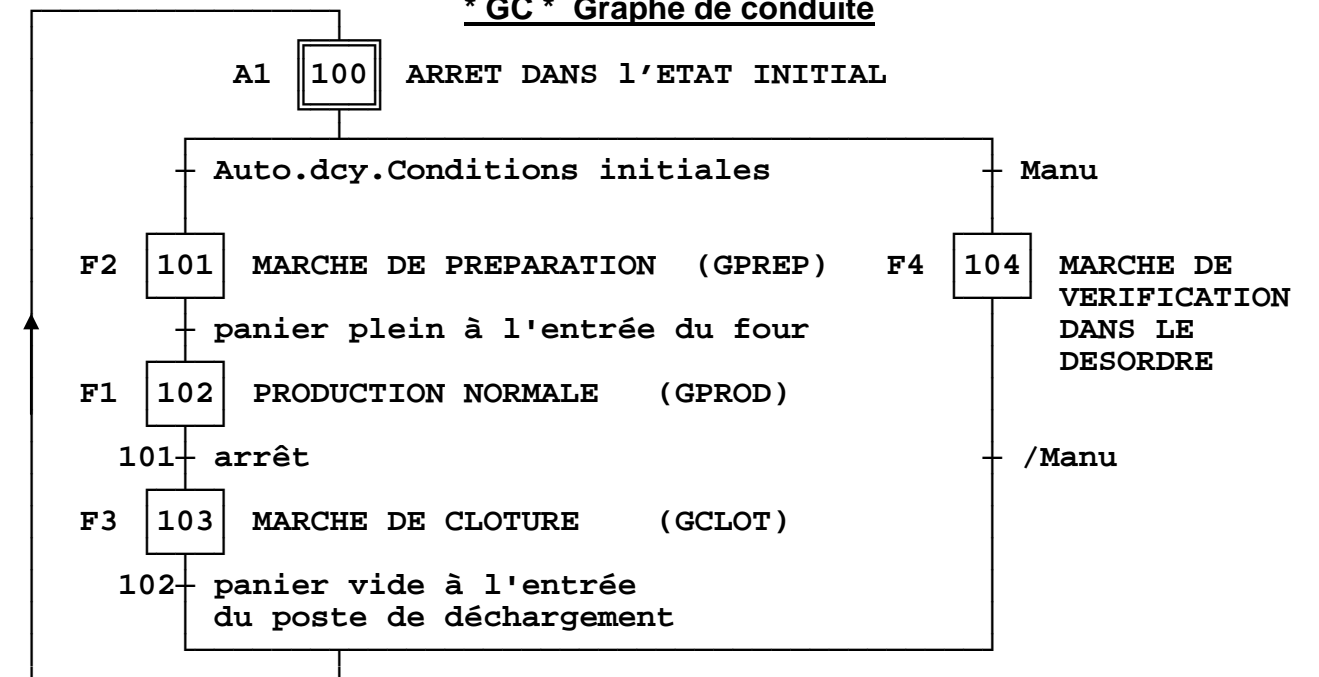 * GC * Graphe de conduite
A1 100 ARRET DANS l'ETAT INITIAL
Auto.dcy.Conditions initiales Manu
F2 101 MARCHE DE PREPARATION (GPREP) F4 104 MARCHE DE
VERIFICATION
panier plein à l'entrée du four DANS LE
DESORDRE
F1 102 PRODUCTION NORMALE (GPROD)
101 arrêt /Manu
F3 103 MARCHE DE CLOTURE (GCLOT)
102 panier vide à l'entrée
du poste de déchargement